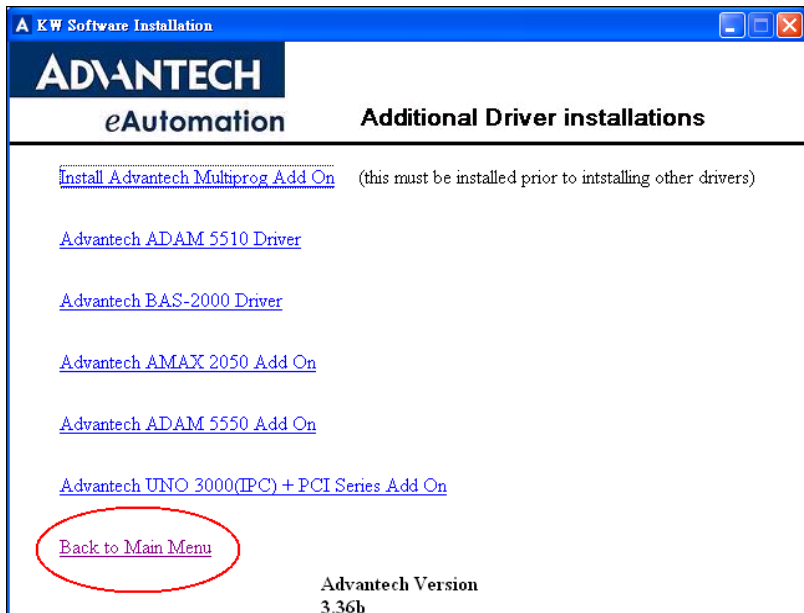 KW Software Installation
ADVANTECH
eAutomation
Additional Driver installations
Install Advantech Multiprog Add On (this must be installed prior to intstalling other drivers)
Advantech ADAM 5510 Driver
Advantech BAS-2000 Driver
Advantech AMAX 2050 Add On
Advantech ADAM 5550 Add On
Advantech UNO 3000(IPC) + PCI Series Add On
Back to Main Menu
Advantech Version
3.36b